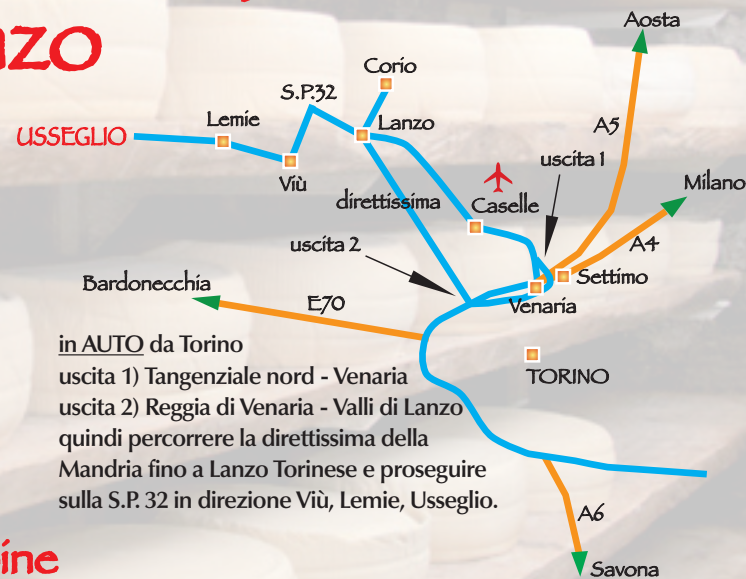 nzo
Aosta
Corio
S.P.32
Lemie
Lanzo
USSEGLIO
A5
uscita 1
Viù
Milano
direttissima
Caselle
A4
uscita 2
Settimo
Bardonecchia
Venaria
E70
in AUTO da Torino
uscita 1) Tangenziale nord - Venaria
TORINO
uscita 2) Reggia di Venaria - Valli di Lanzo
quindi percorrere la direttissima della
Mandria fino a Lanzo Torinese e proseguire
sulla S.P. 32 in direzione Viù, Lemie, Usseglio.
A6
ine
Savona